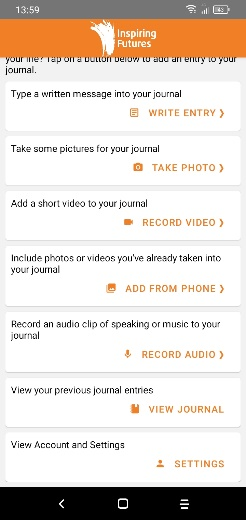 13:59
Inspiring
Futures
your life? Tap on a button below to add an entry to your
journal.
Type a written message into your journal
WRITE ENTRY ❯
Take some pictures for your journal
TAKE PHOTO ❯
Add a short video to your journal
RECORD VIDEO ❯
Include photos or videos you've already taken into
your journal
ADD FROM PHONE ❯
Record an audio clip of speaking or music to your
journal
RECORD AUDIO ❯
View your previous journal entries
VIEW JOURNAL
View Account and Settings
SETTINGS